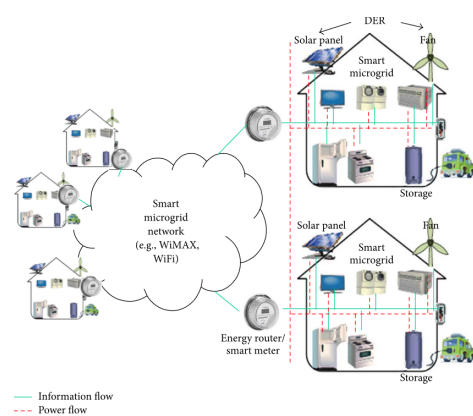 DER
Solar panel
Fan
Smart
microgrid
Storage
Smart
microgrid
network
(e.g., WiMAX,
WiFi)
Solar panel
Fan
Smart
microgrid
Energy router/
smart meter
Storage
Information flow
Power flow